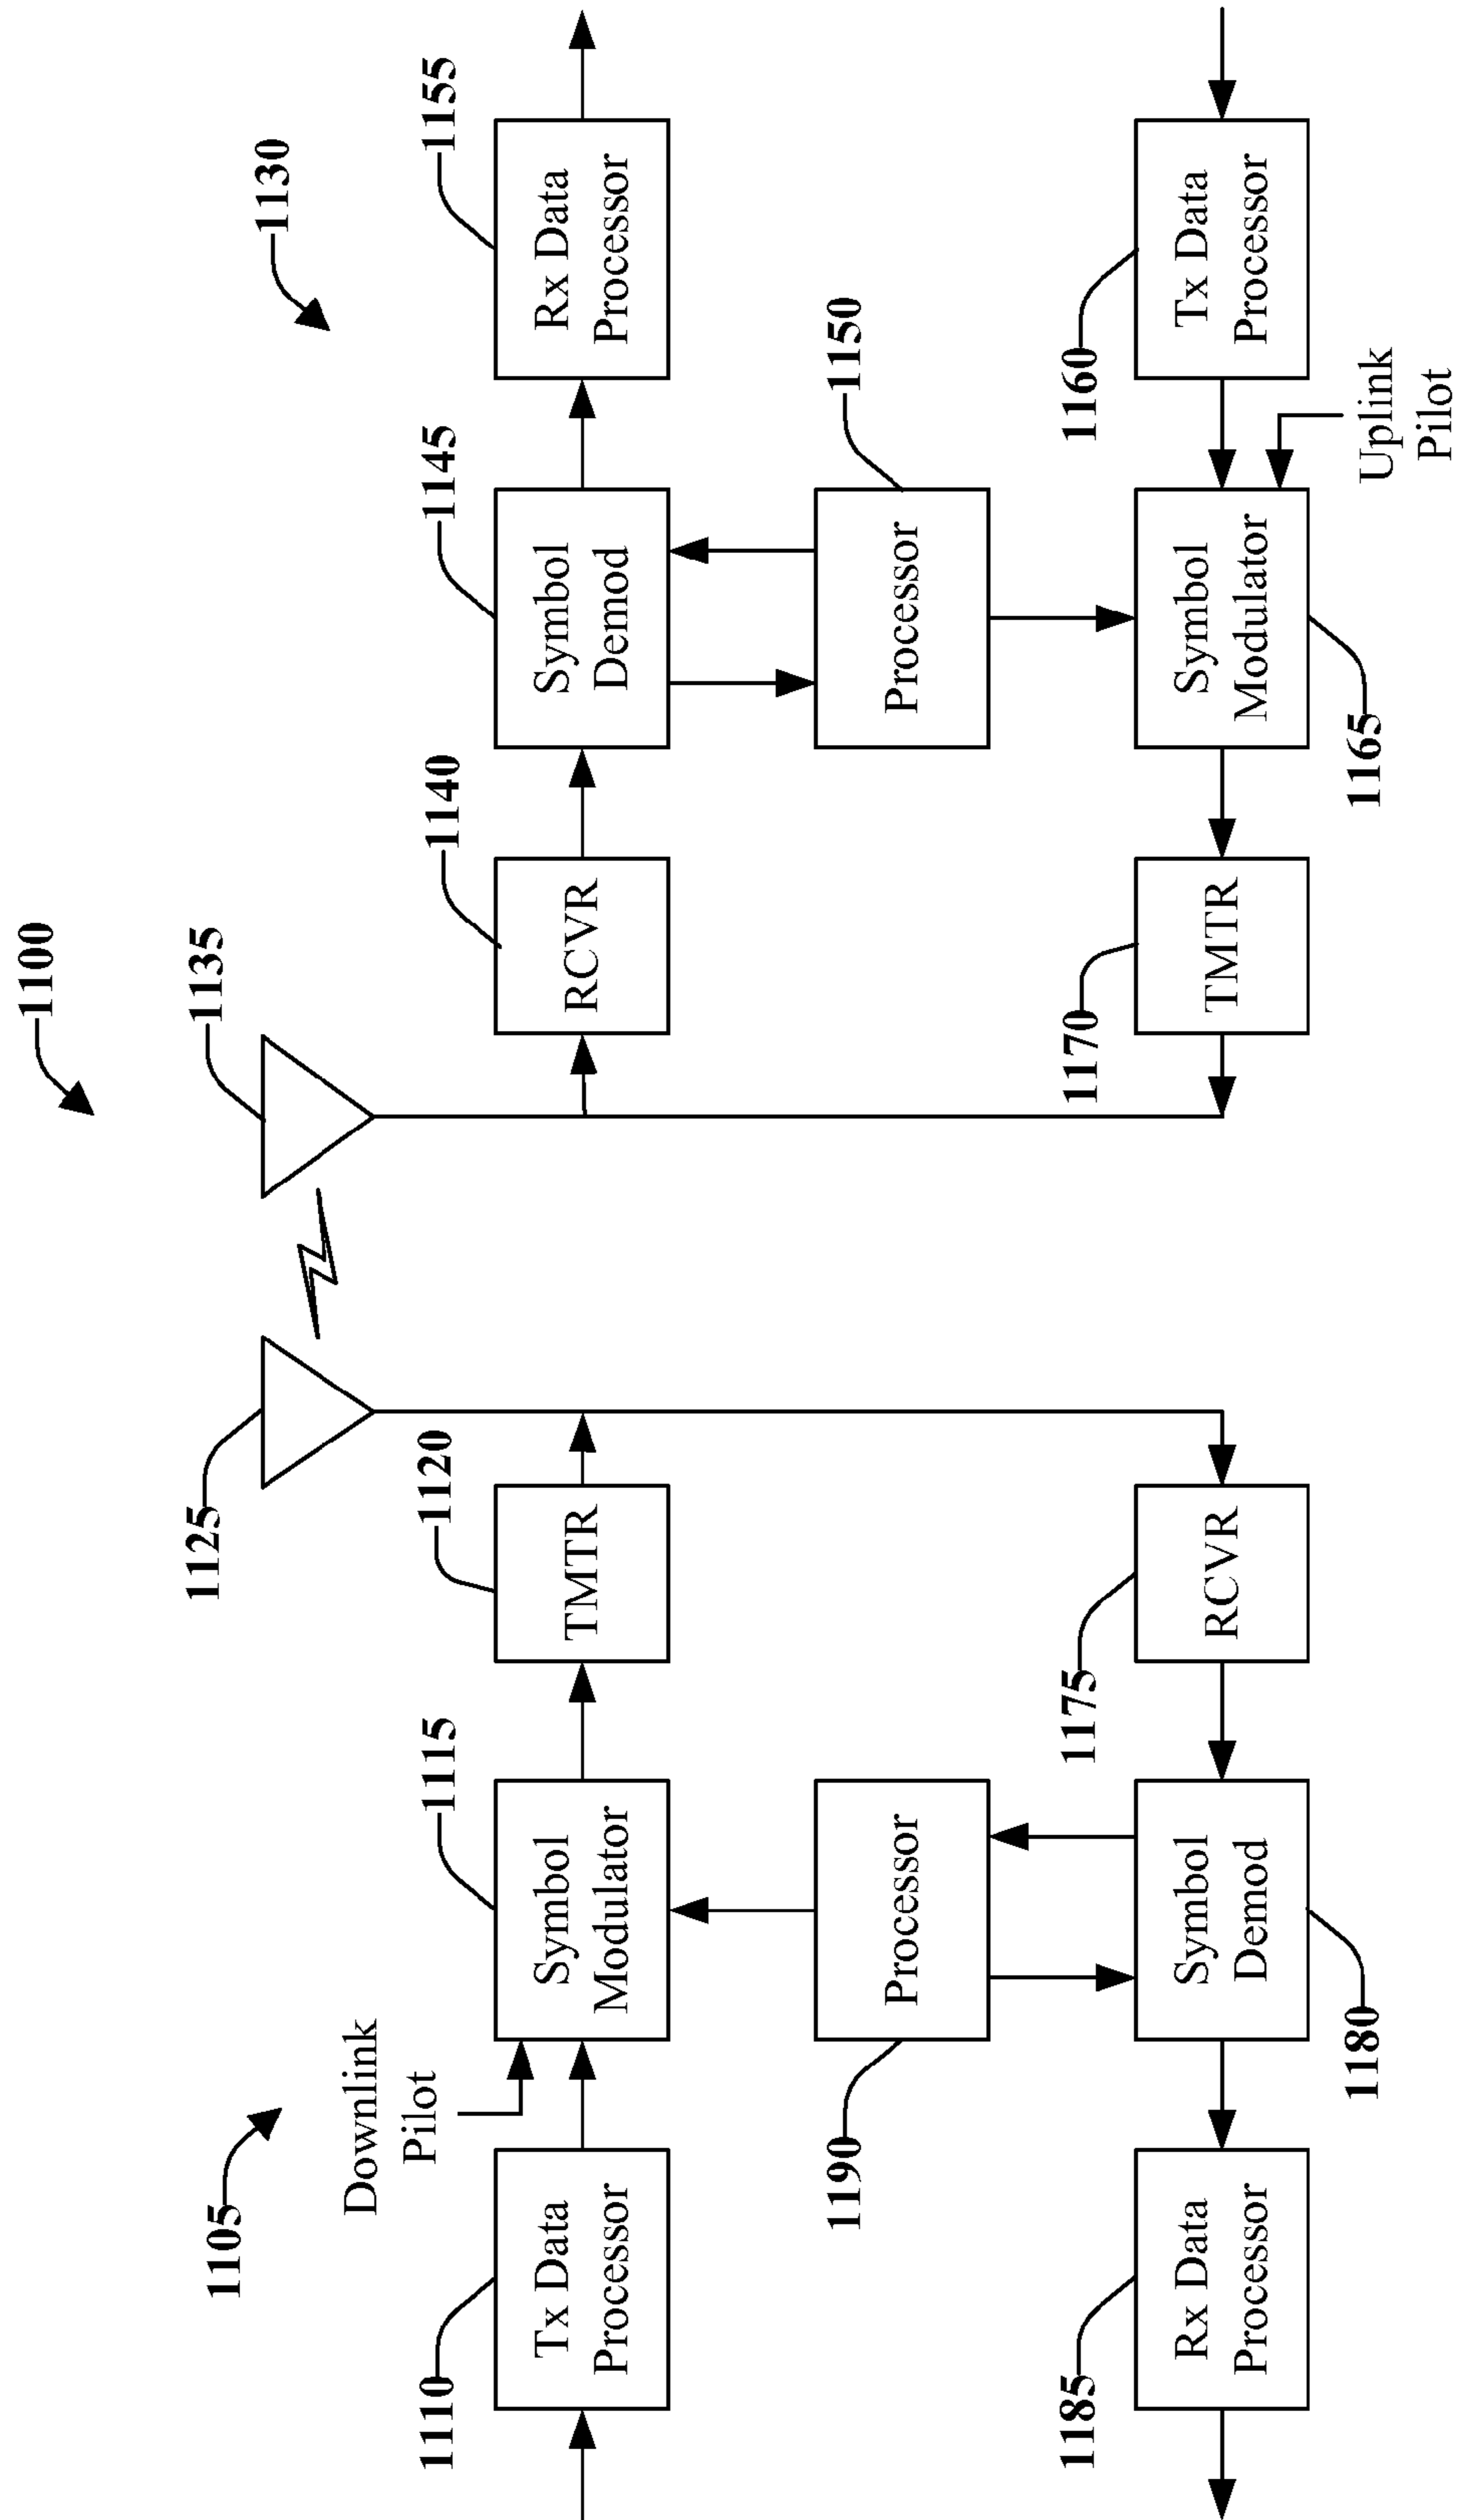 1100
1105
1125
1135
1130
Downlink
Pilot
1110
Tx Data
Processor
1115
Symbol
Modulator
1120
TMTR
1140
RCVR
1145
Symbol
Demod
1155
Rx Data
Processor
1190
Processor
1150
Processor
1185
Rx Data
Processor
1180
Symbol
Demod
1175
RCVR
1170
TMTR
1165
Symbol
Modulator
1160
Tx Data
Processor
Uplink
Pilot